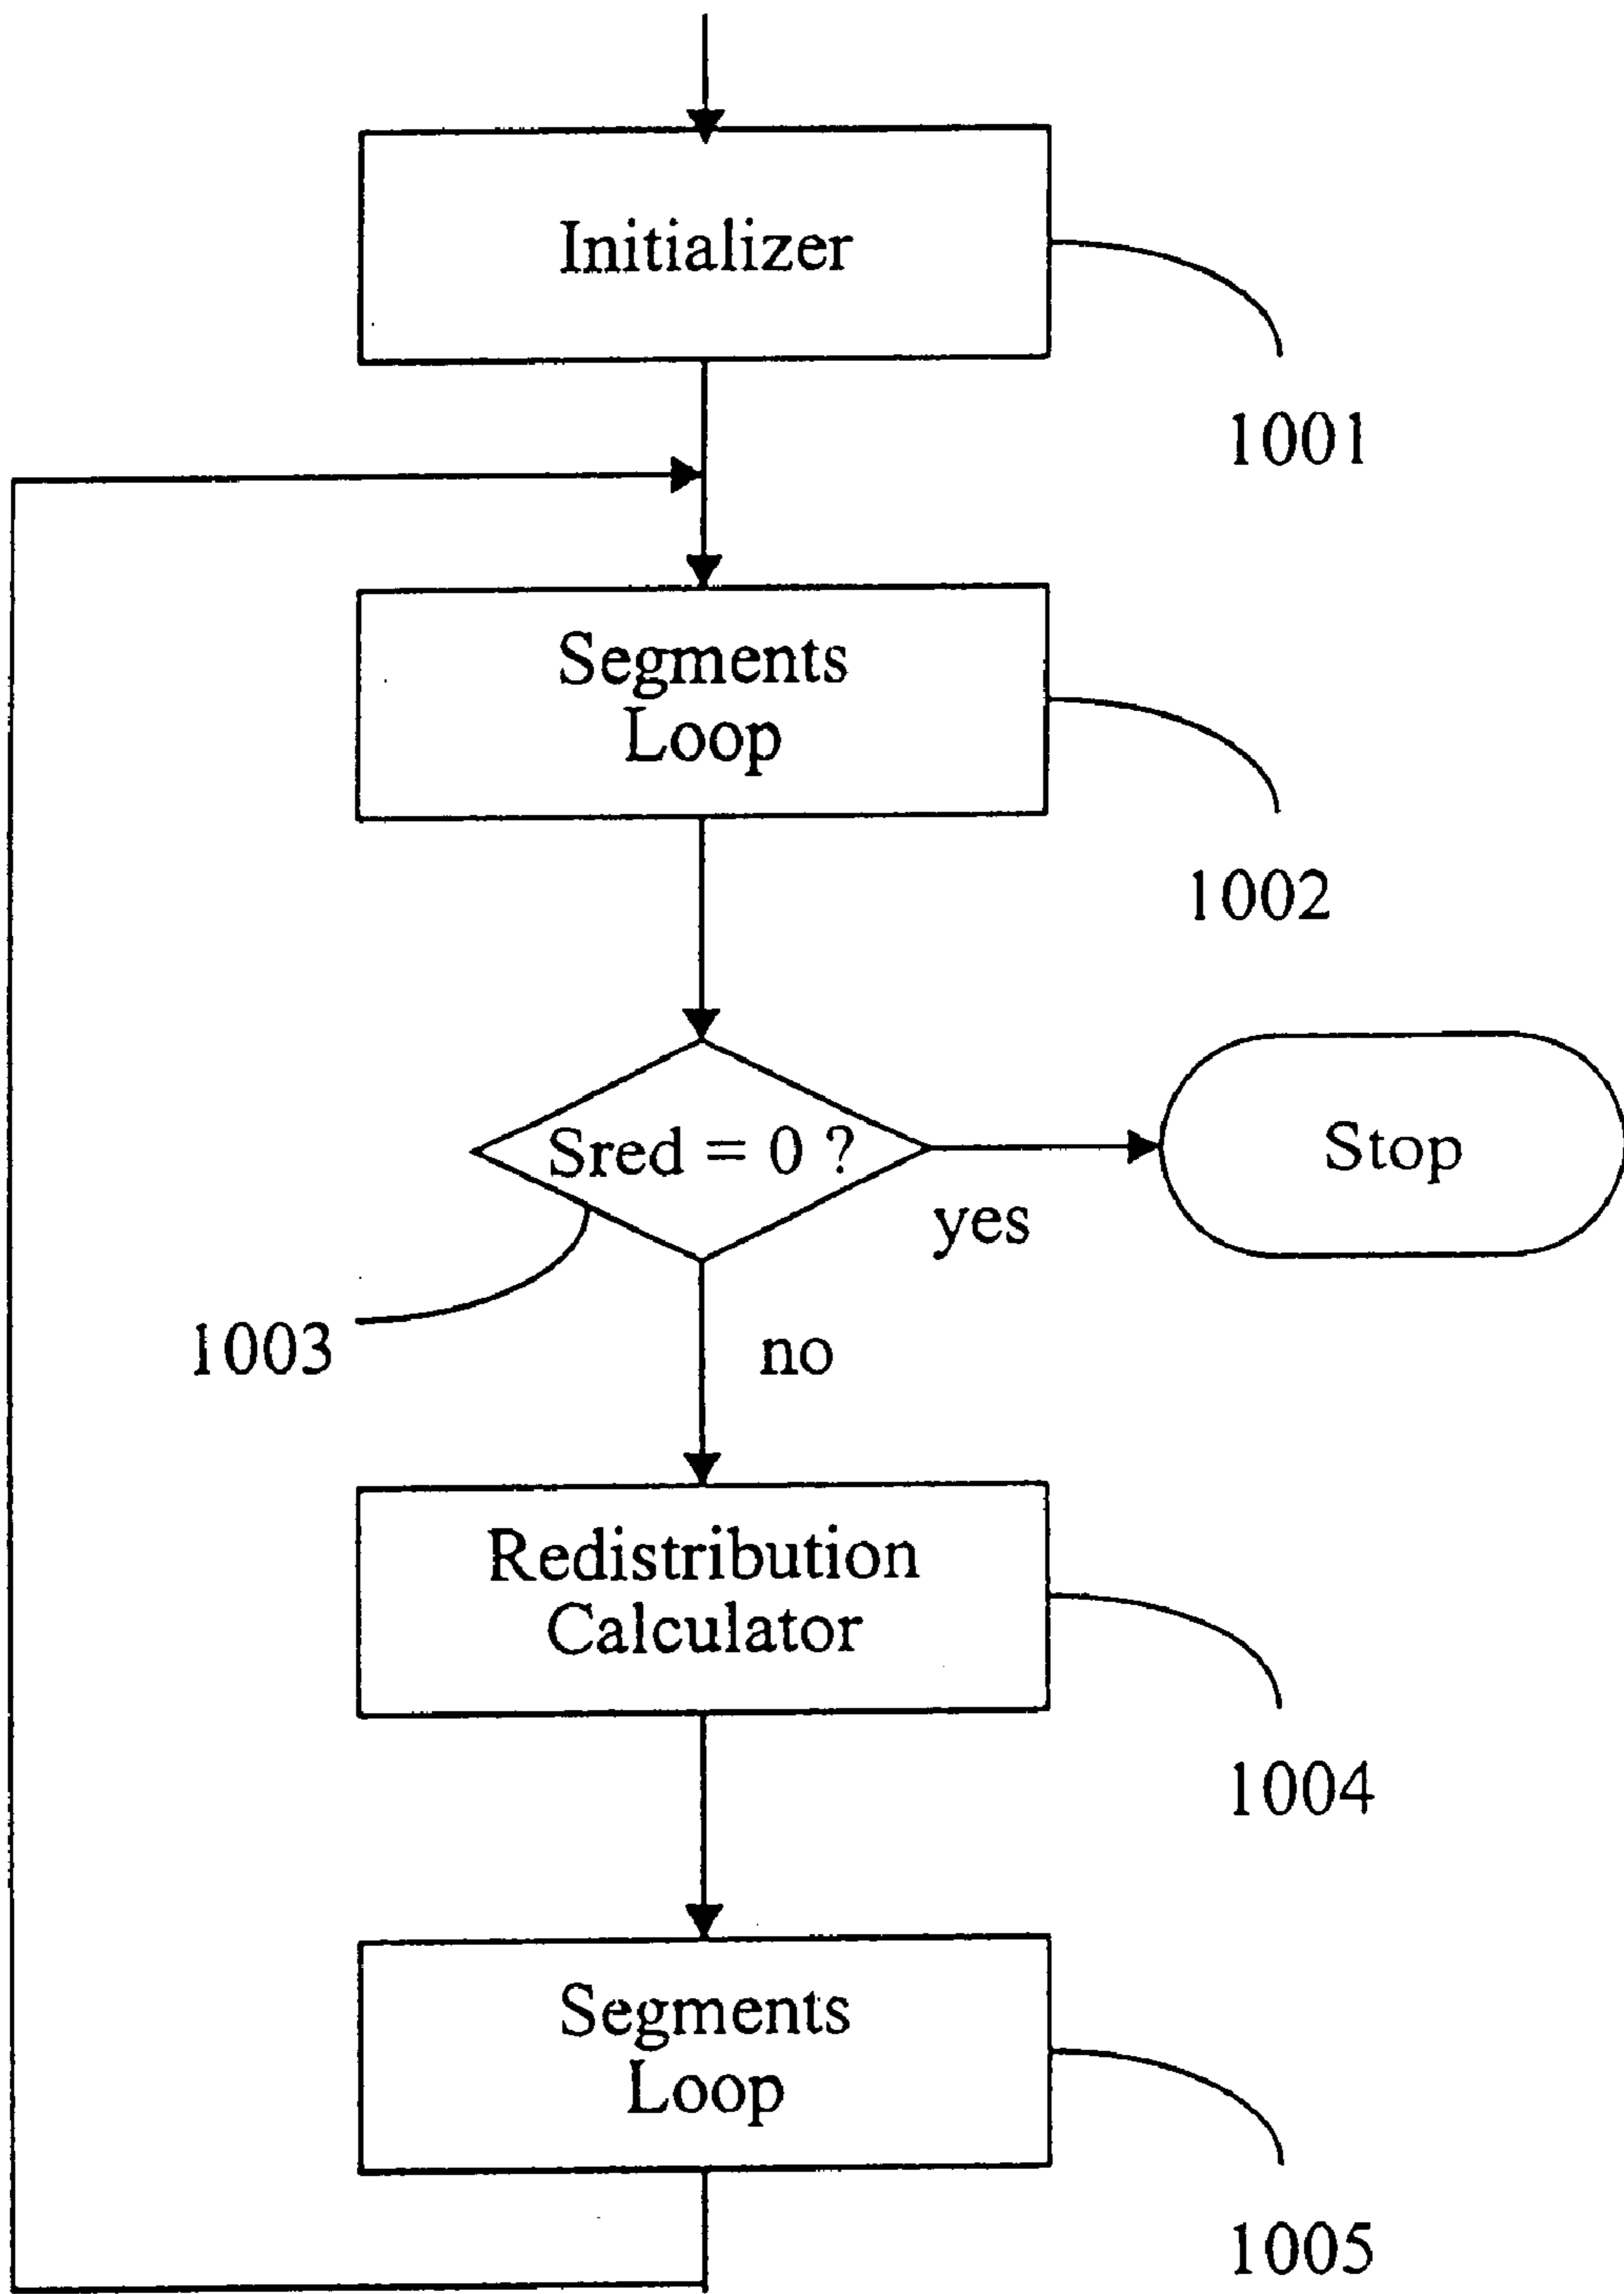 Initializer
1001
Segments
Loop
1002
Sred = 0 ?
yes
Stop
1003
no
Redistribution
Calculator
1004
Segments
Loop
1005